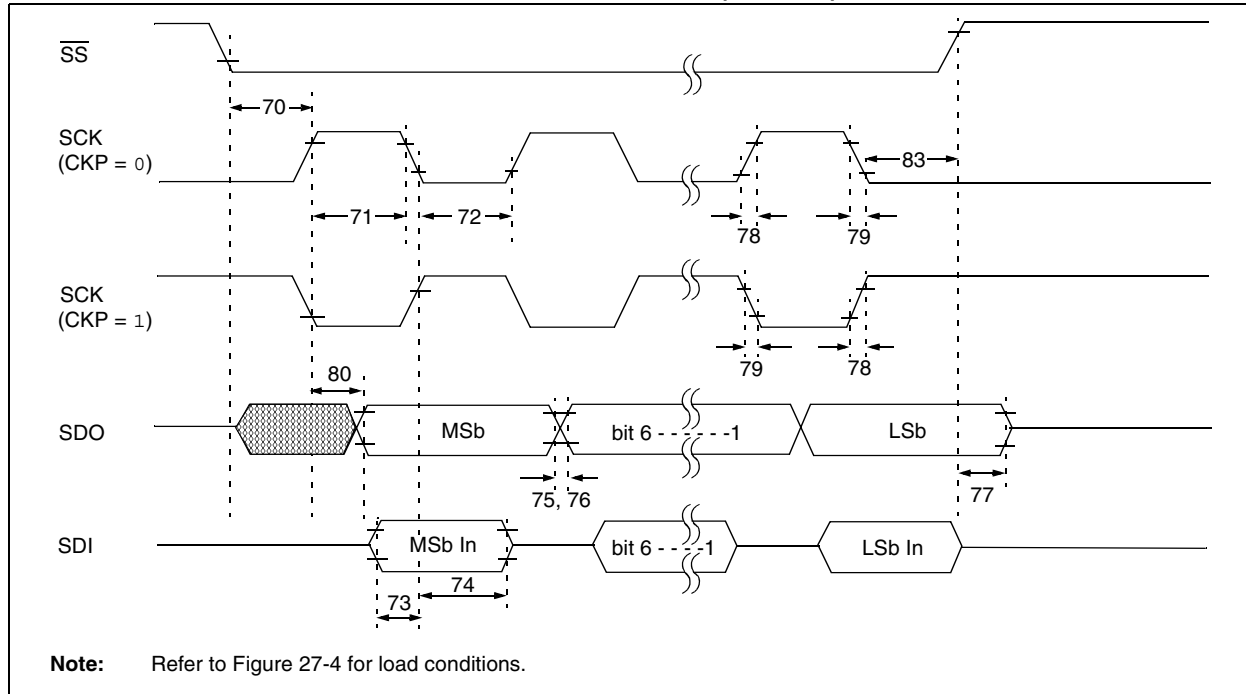 SS
70
SCK
(CKP = 0)
83
71
72
78
79
SCK
(CKP = 1)
79
78
80
SDO
MSb
bit 6 - - - - - -1
LSb
75, 76
77
SDI
MSb In
bit 6 - - - - -1
LSb In
74
73
Note: Refer to Figure 27-4 for load conditions.